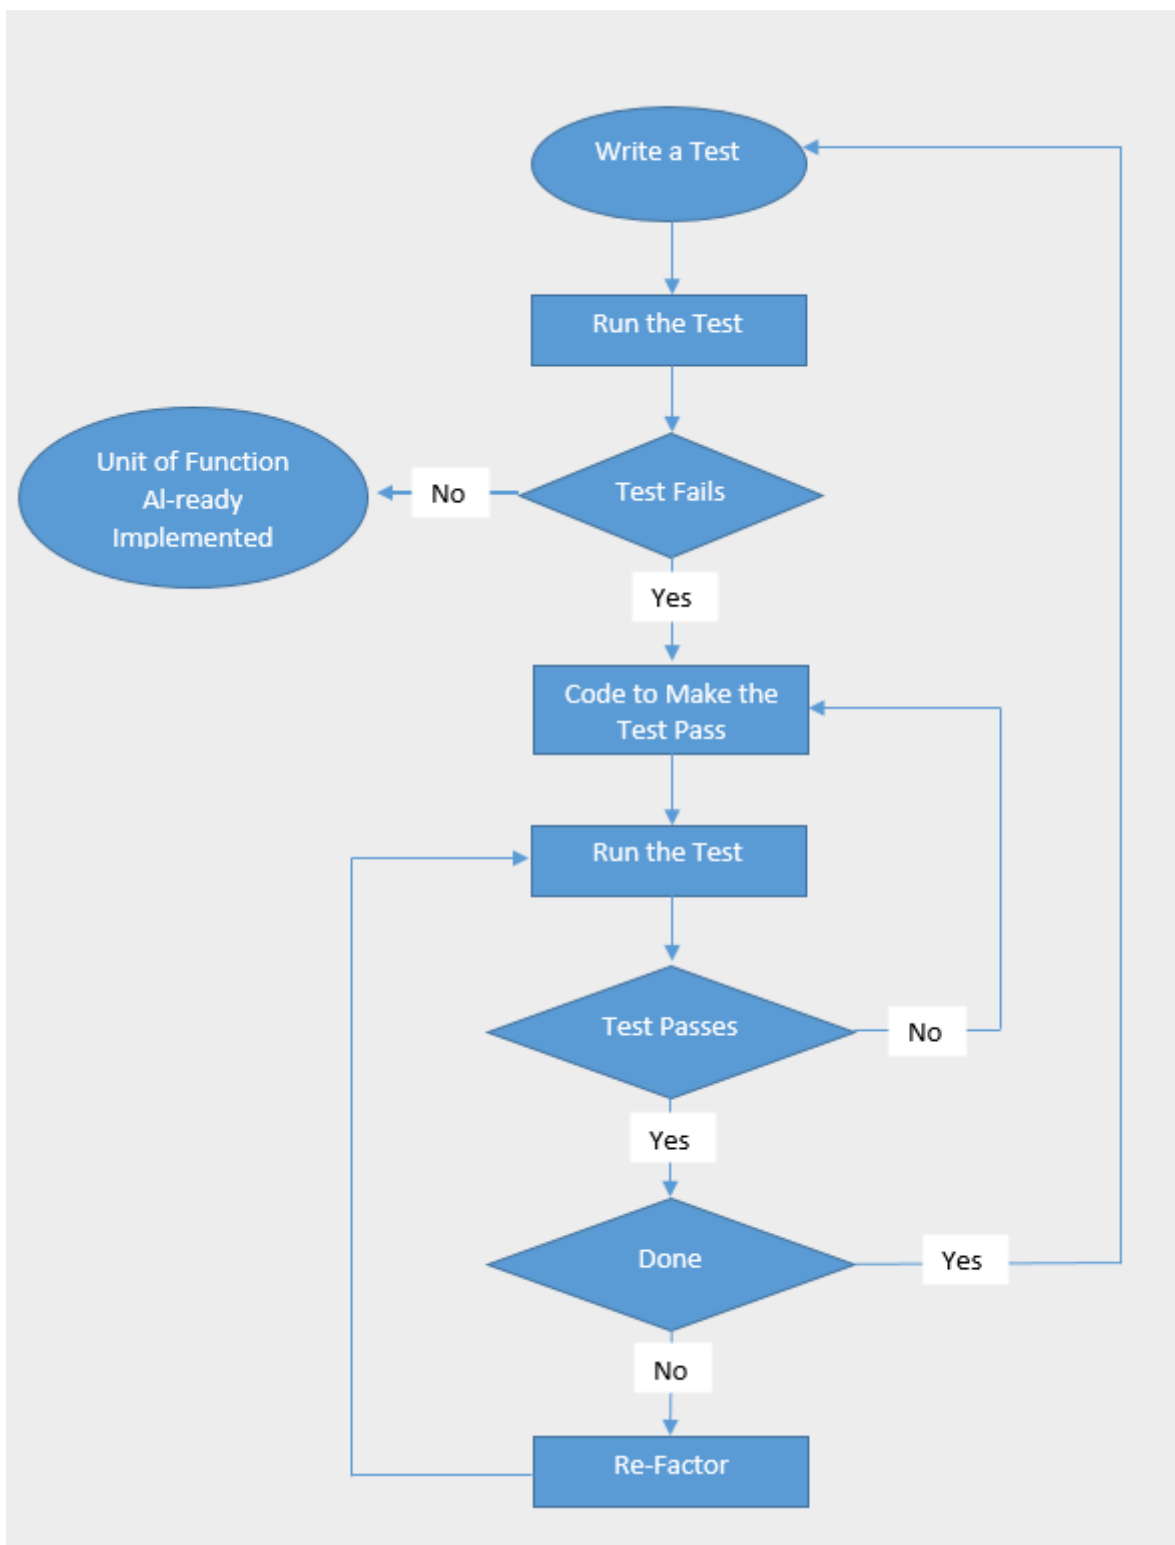 Write a Test
Run the Test
Test Fails
No
Unit of Function
Al-ready
Implemented
Yes
Code to Make the
Test Pass
Run the Test
Test Passes
No
Yes
Done
Yes
No
Re-Factor